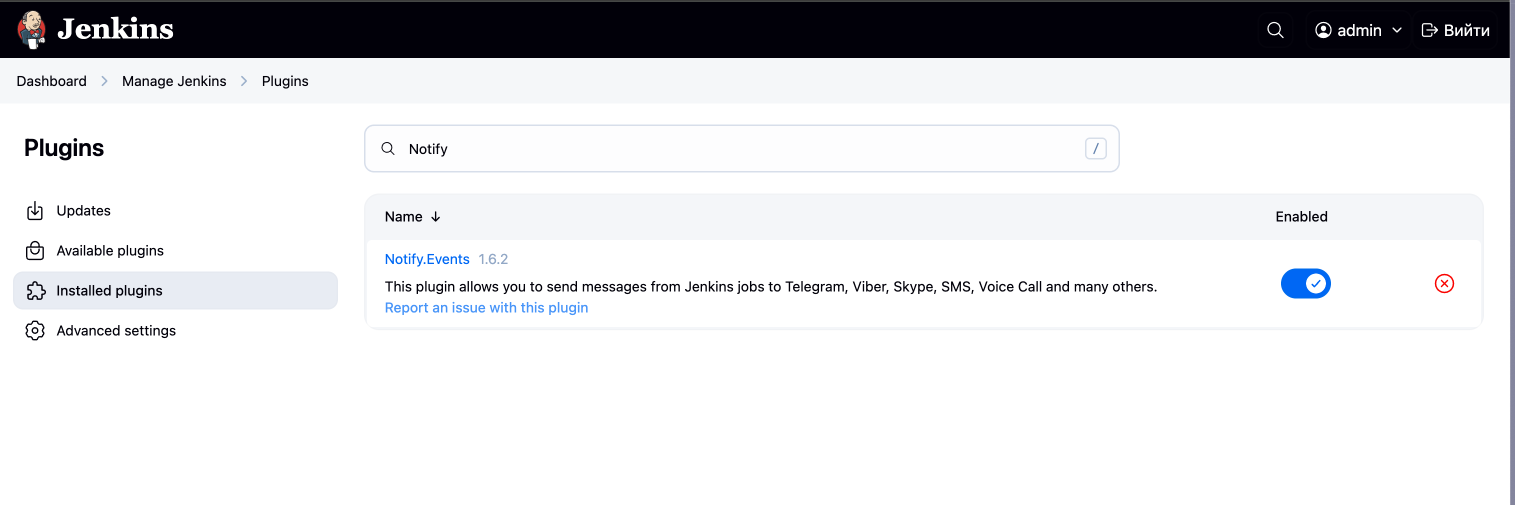 Jenkins
admin
Выйти
Dashboard > Manage Jenkins > Plugins
Plugins
Updates
Available plugins
Installed plugins
Advanced settings
Notify /
Name ↓ Enabled
Notify.Events 1.6.2
This plugin allows you to send messages from Jenkins jobs to Telegram, Viber, Skype, SMS, Voice Call and many others.
Report an issue with this plugin